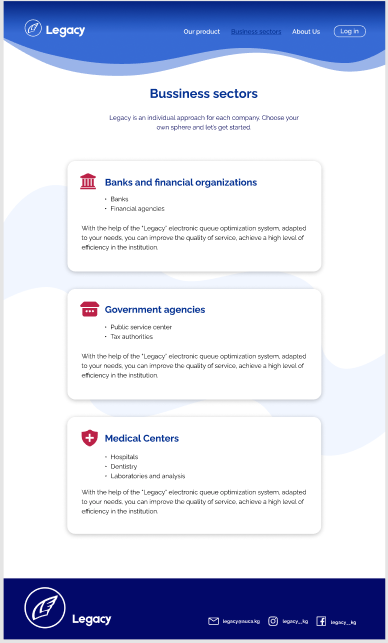 Legacy
Our product Bussiness sectors About Us Log in
Bussiness sectors
Legacy is an individual approach for each company. Choose your
own sphere and let's get started.
Banks and financial organizations
• Banks
• Financial agencies
With the help of the "Legacy" electronic queue optimization system, adapted
to your needs, you can improve the quality of service, achieve a high level of
efficiency in the institution.
Government agencies
• Public service center
• Tax authorities
With the help of the "Legacy" electronic queue optimization system, adapted
to your needs, you can improve the quality of service, achieve a high level of
efficiency in the institution.
Medical Centers
• Hospitals
• Dentistry
• Laboratories and analysis
With the help of the "Legacy" electronic queue optimization system, adapted
to your needs, you can improve the quality of service, achieve a high level of
efficiency in the institution.
Legacy
legacy@auca.kg legacy__kg legacy__kg